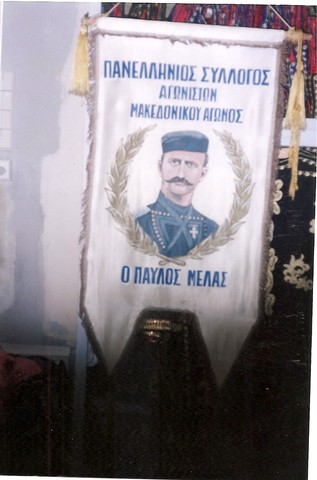 ΠΑΝΕΛΛΗΝΙΟΣ ΣΥΛΛΟΓΟΣ
ΑΓΩΝΙΣΤΩΝ
ΜΑΚΕΔΟΝΙΚΟΥ ΑΓΩΝΟΣ
Ο ΠΑΥΛΟΣ ΜΕΛΑΣ